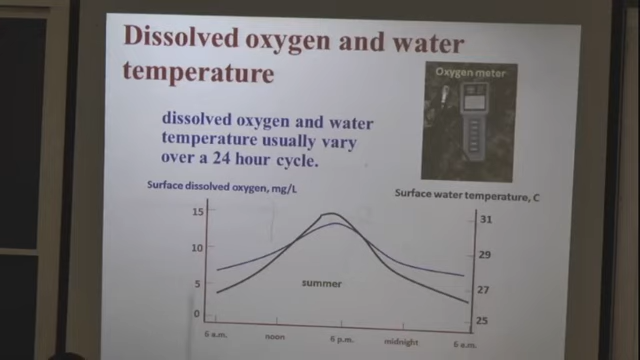 Dissolved oxygen and water
temperature
Oxygen meter
dissolved oxygen and water
temperature usually vary
over a 24 hour cycle.
Surface dissolved oxygen, mg/L
Surface water temperature, C
15
10
5
0
31
29
27
25
summer
6 a.m.
noon
6 p.m.
midnight
6 a.m.